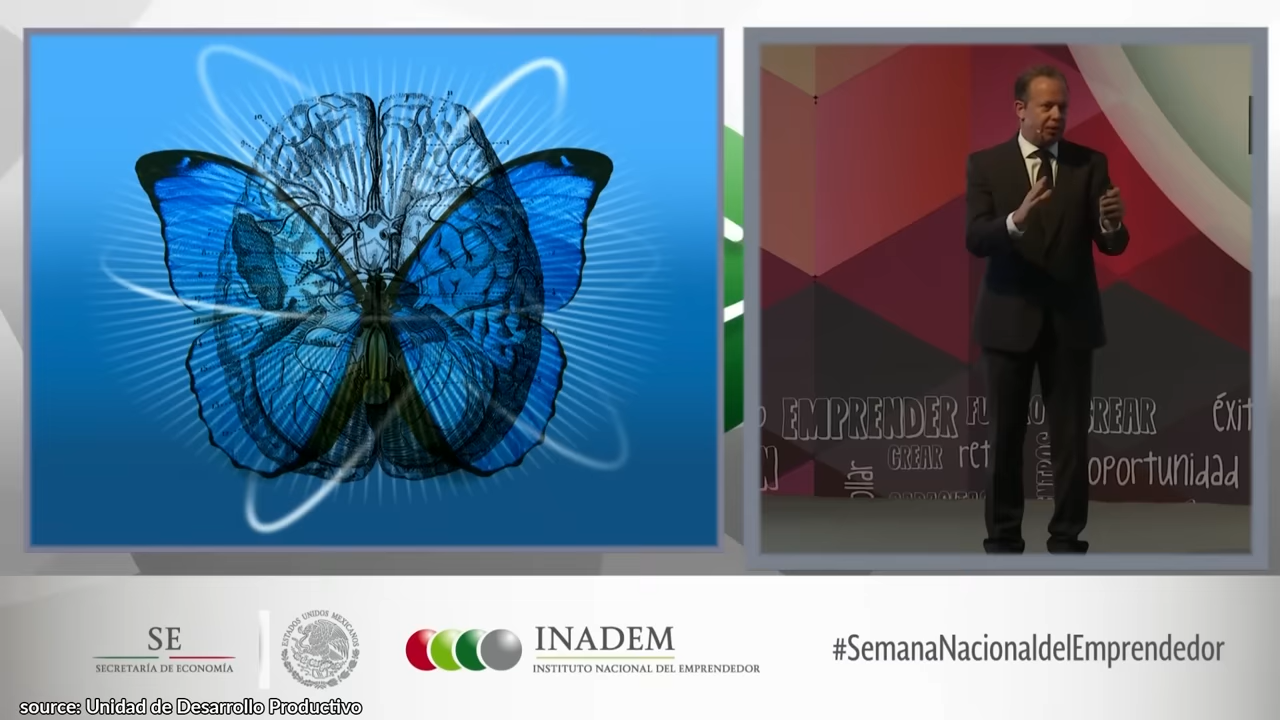 EMPRENDER
CREAR
éxit
CREAR
oportunidad
SE
SECRETARÍA DE ECONOMÍA
ESTADOS UNIDOS MEXICANOS
INADEM
INSTITUTO NACIONAL DEL EMPRENDEDOR
#SemanaNacionaldelEmprendedor
source: Unidad de Desarrollo Productivo